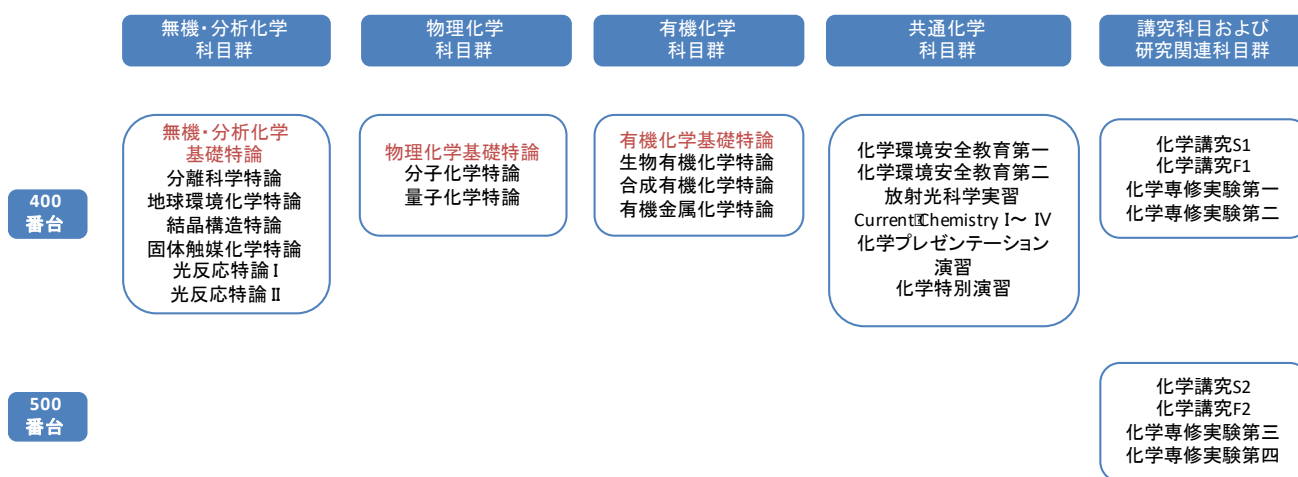 無機・分析化学
科目群
物理化学
科目群
有機化学
科目群
共通化学
科目群
講究科目および
研究関連科目群
400
番台
無機・分析化学
基礎特論
分離科学特論
地球環境化学特論
結晶構造特論
固体触媒化学特論
光反応特論Ⅰ
光反応特論Ⅱ
物理化学基礎特論
分子化学特論
量子化学特論
有機化学基礎特論
生物有機化学特論
合成有機化学特論
有機金属化学特論
化学環境安全教育第一
化学環境安全教育第二
放射光科学実習
Current Chemistry Ⅰ～ Ⅳ
化学プレゼンテーション
演習
化学特別演習
化学講究S1
化学講究F1
化学専修実験第一
化学専修実験第二
500
番台
化学講究S2
化学講究F2
化学専修実験第三
化学専修実験第四